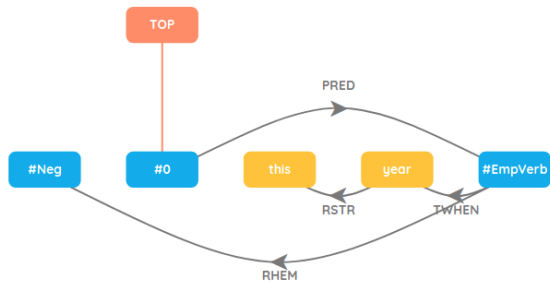 TOP
PRED
#Neg #0 this year #EmpVerb
RSTR TWHEN
RHEM